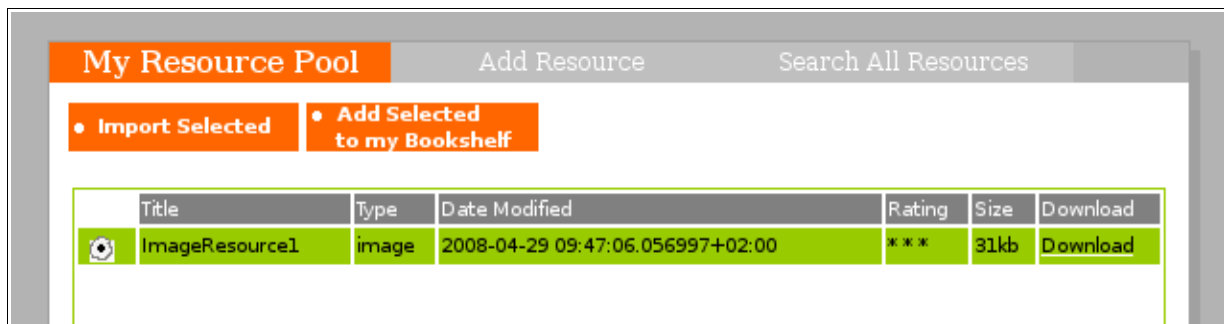 My Resource Pool Add Resource Search All Resources
• Import Selected
• Add Selected
to my Bookshelf
Title Type Date Modified Rating Size Download
ImageResource1 image 2008-04-29 09:47:06.056997+02:00 *** 31kb Download